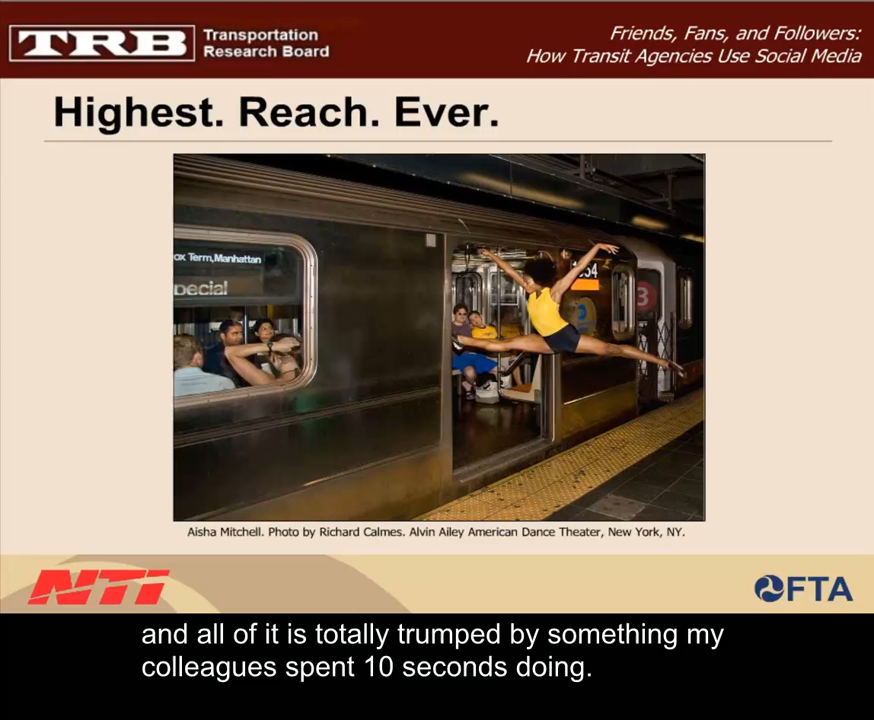 TRB Transportation
Research Board
Friends, Fans, and Followers:
How Transit Agencies Use Social Media
Highest. Reach. Ever.
ox Term,Manhattan
pecial
54
3
Aisha Mitchell. Photo by Richard Calmes. Alvin Ailey American Dance Theater, New York, NY.
NTI
FTA
and all of it is totally trumped by something my
colleagues spent 10 seconds doing.